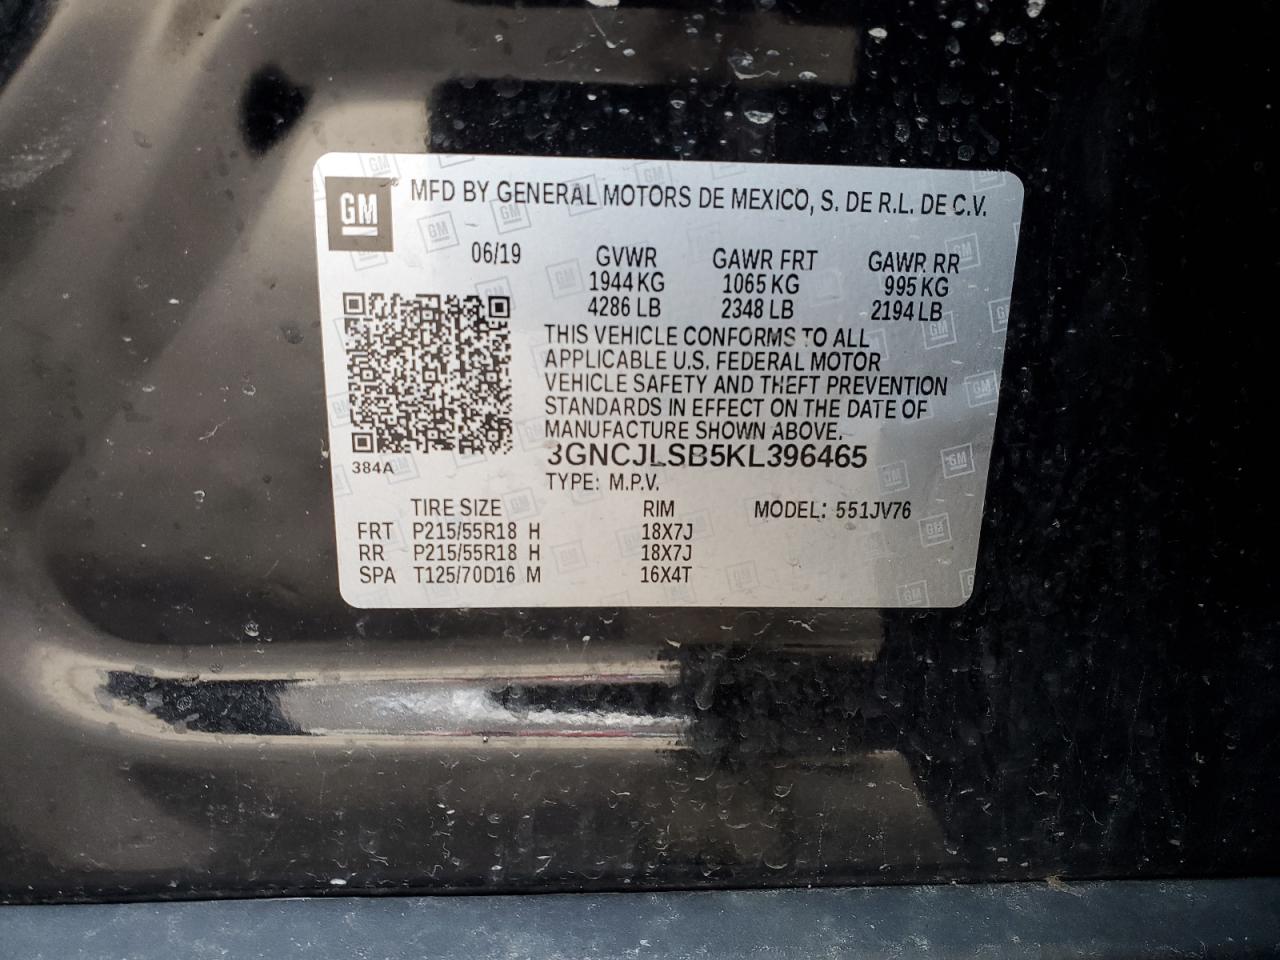 GM
MFD BY GENERAL MOTORS DE MEXICO, S. DE R.L. DE C.V.
06/19 GVWR GAWR FRT GAWR RR
1944 KG 1065 KG 995 KG
4286 LB 2348 LB 2194 LB
THIS VEHICLE CONFORMS TO ALL
APPLICABLE U.S. FEDERAL MOTOR
VEHICLE SAFETY AND THEFT PREVENTION
STANDARDS IN EFFECT ON THE DATE OF
MANUFACTURE SHOWN ABOVE.
3GNCJLSB5KL396465
384A
TYPE: M.P.V.
TIRE SIZE RIM MODEL: 551JV76
FRT P215/55R18 H 18X7J
RR P215/55R18 H 18X7J
SPA T125/70D16 M 16X4T